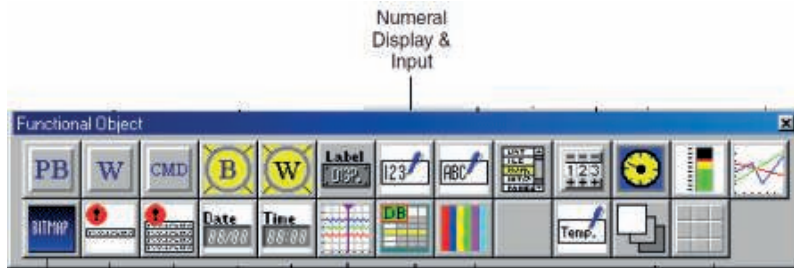 Numeral
Display &
Input
Functional Object
PB W CMD B W Label DISP. 123 ABC 123
BITMAP ! ! Date 88/88 Time 88:88 DB Temp.